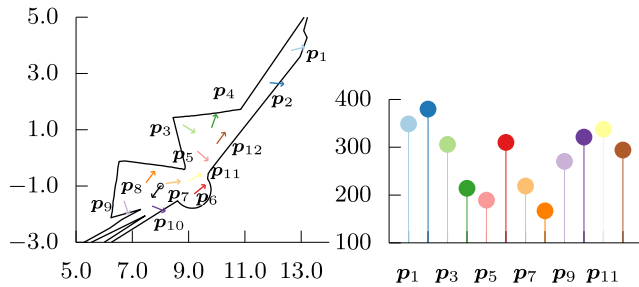 5.0
3.0
1.0
−1.0
−3.0
5.0 7.0 9.0 11.0 13.0
p₁
p₂
p₃
p₄
p₅
p₆
p₇
p₈
p₉
p₁₀
p₁₁
p₁₂
400
300
200
100
p₁ p₃ p₅ p₇ p₉ p₁₁